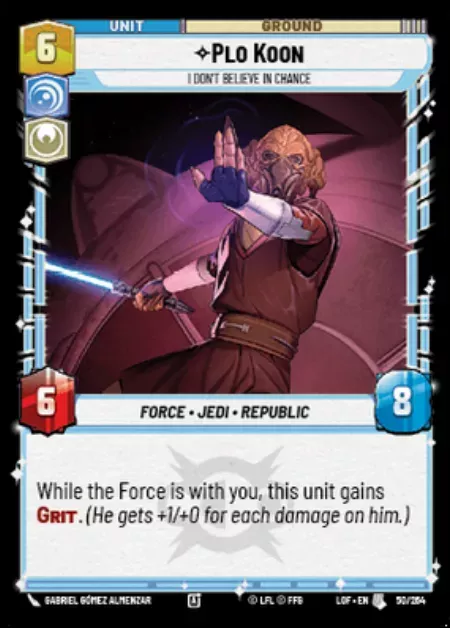 UNIT GROUND
6
PLO KOON
I DON'T BELIEVE IN CHANCE
6 8
FORCE • JEDI • REPUBLIC
While the Force is with you, this unit gains
GRIT. (He gets +1/+0 for each damage on him.)
GABRIEL GÓMEZ ALMENZAR A © LFL © FFG LOF • EN 50/264